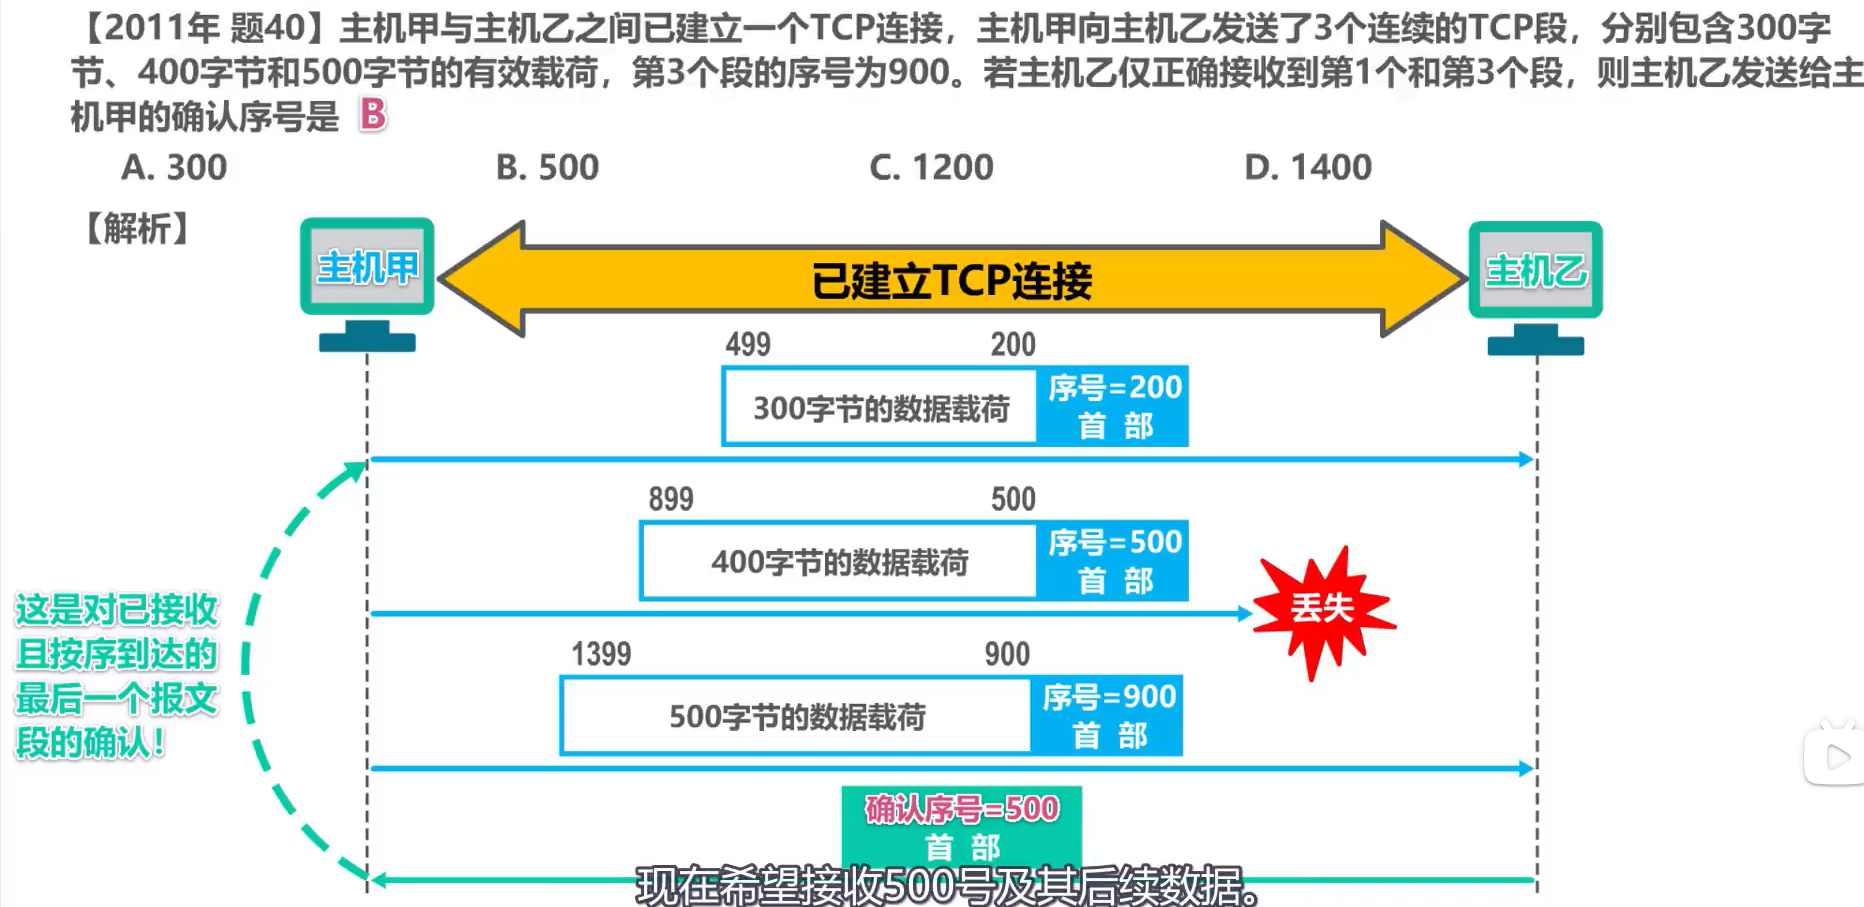 【2011年 题40】主机甲与主机乙之间已建立一个TCP连接，主机甲向主机乙发送了3个连续的TCP段，分别包含300字
节、400字节和500字节的有效载荷，第3个段的序号为900。若主机乙仅正确接收到第1个和第3个段，则主机乙发送给主
机甲的确认序号是 B
A. 300 B. 500 C. 1200 D. 1400
【解析】
主机甲
已建立TCP连接
主机乙
499 200
300字节的数据载荷
序号=200
首 部
899 500
400字节的数据载荷
序号=500
首 部
丢失
这是对已接收
且按序到达的
最后一个报文
段的确认！
1399 900
500字节的数据载荷
序号=900
首 部
确认序号=500
首 部
现在希望接收500号及其后续数据。